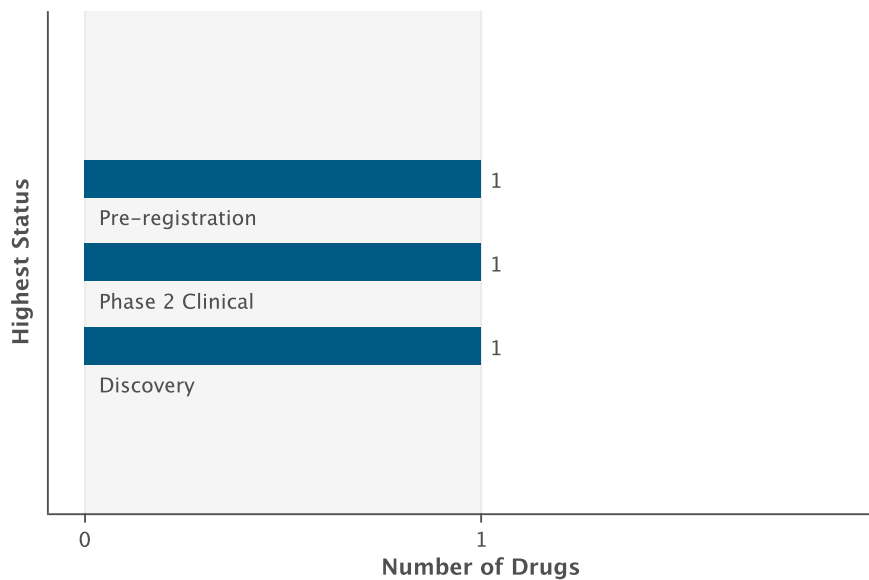 Highest Status
1
Pre-registration
1
Phase 2 Clinical
1
Discovery
0 1
Number of Drugs